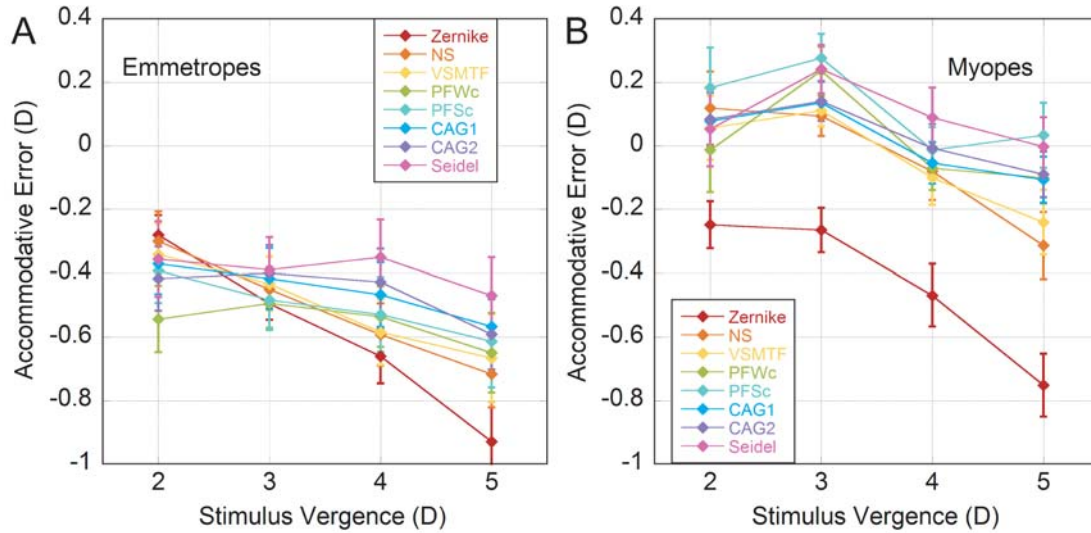 A
Emmetropes
Accommodative Error (D)
0.4
0.2
0
-0.2
-0.4
-0.6
-0.8
-1
Zernike
NS
VSMTF
PFWc
PFSc
CAG1
CAG2
Seidel
2 3 4 5
Stimulus Vergence (D)
B
Myopes
Accommodative Error (D)
0.4
0.2
0
-0.2
-0.4
-0.6
-0.8
-1
Zernike
NS
VSMTF
PFWc
PFSc
CAG1
CAG2
Seidel
2 3 4 5
Stimulus Vergence (D)